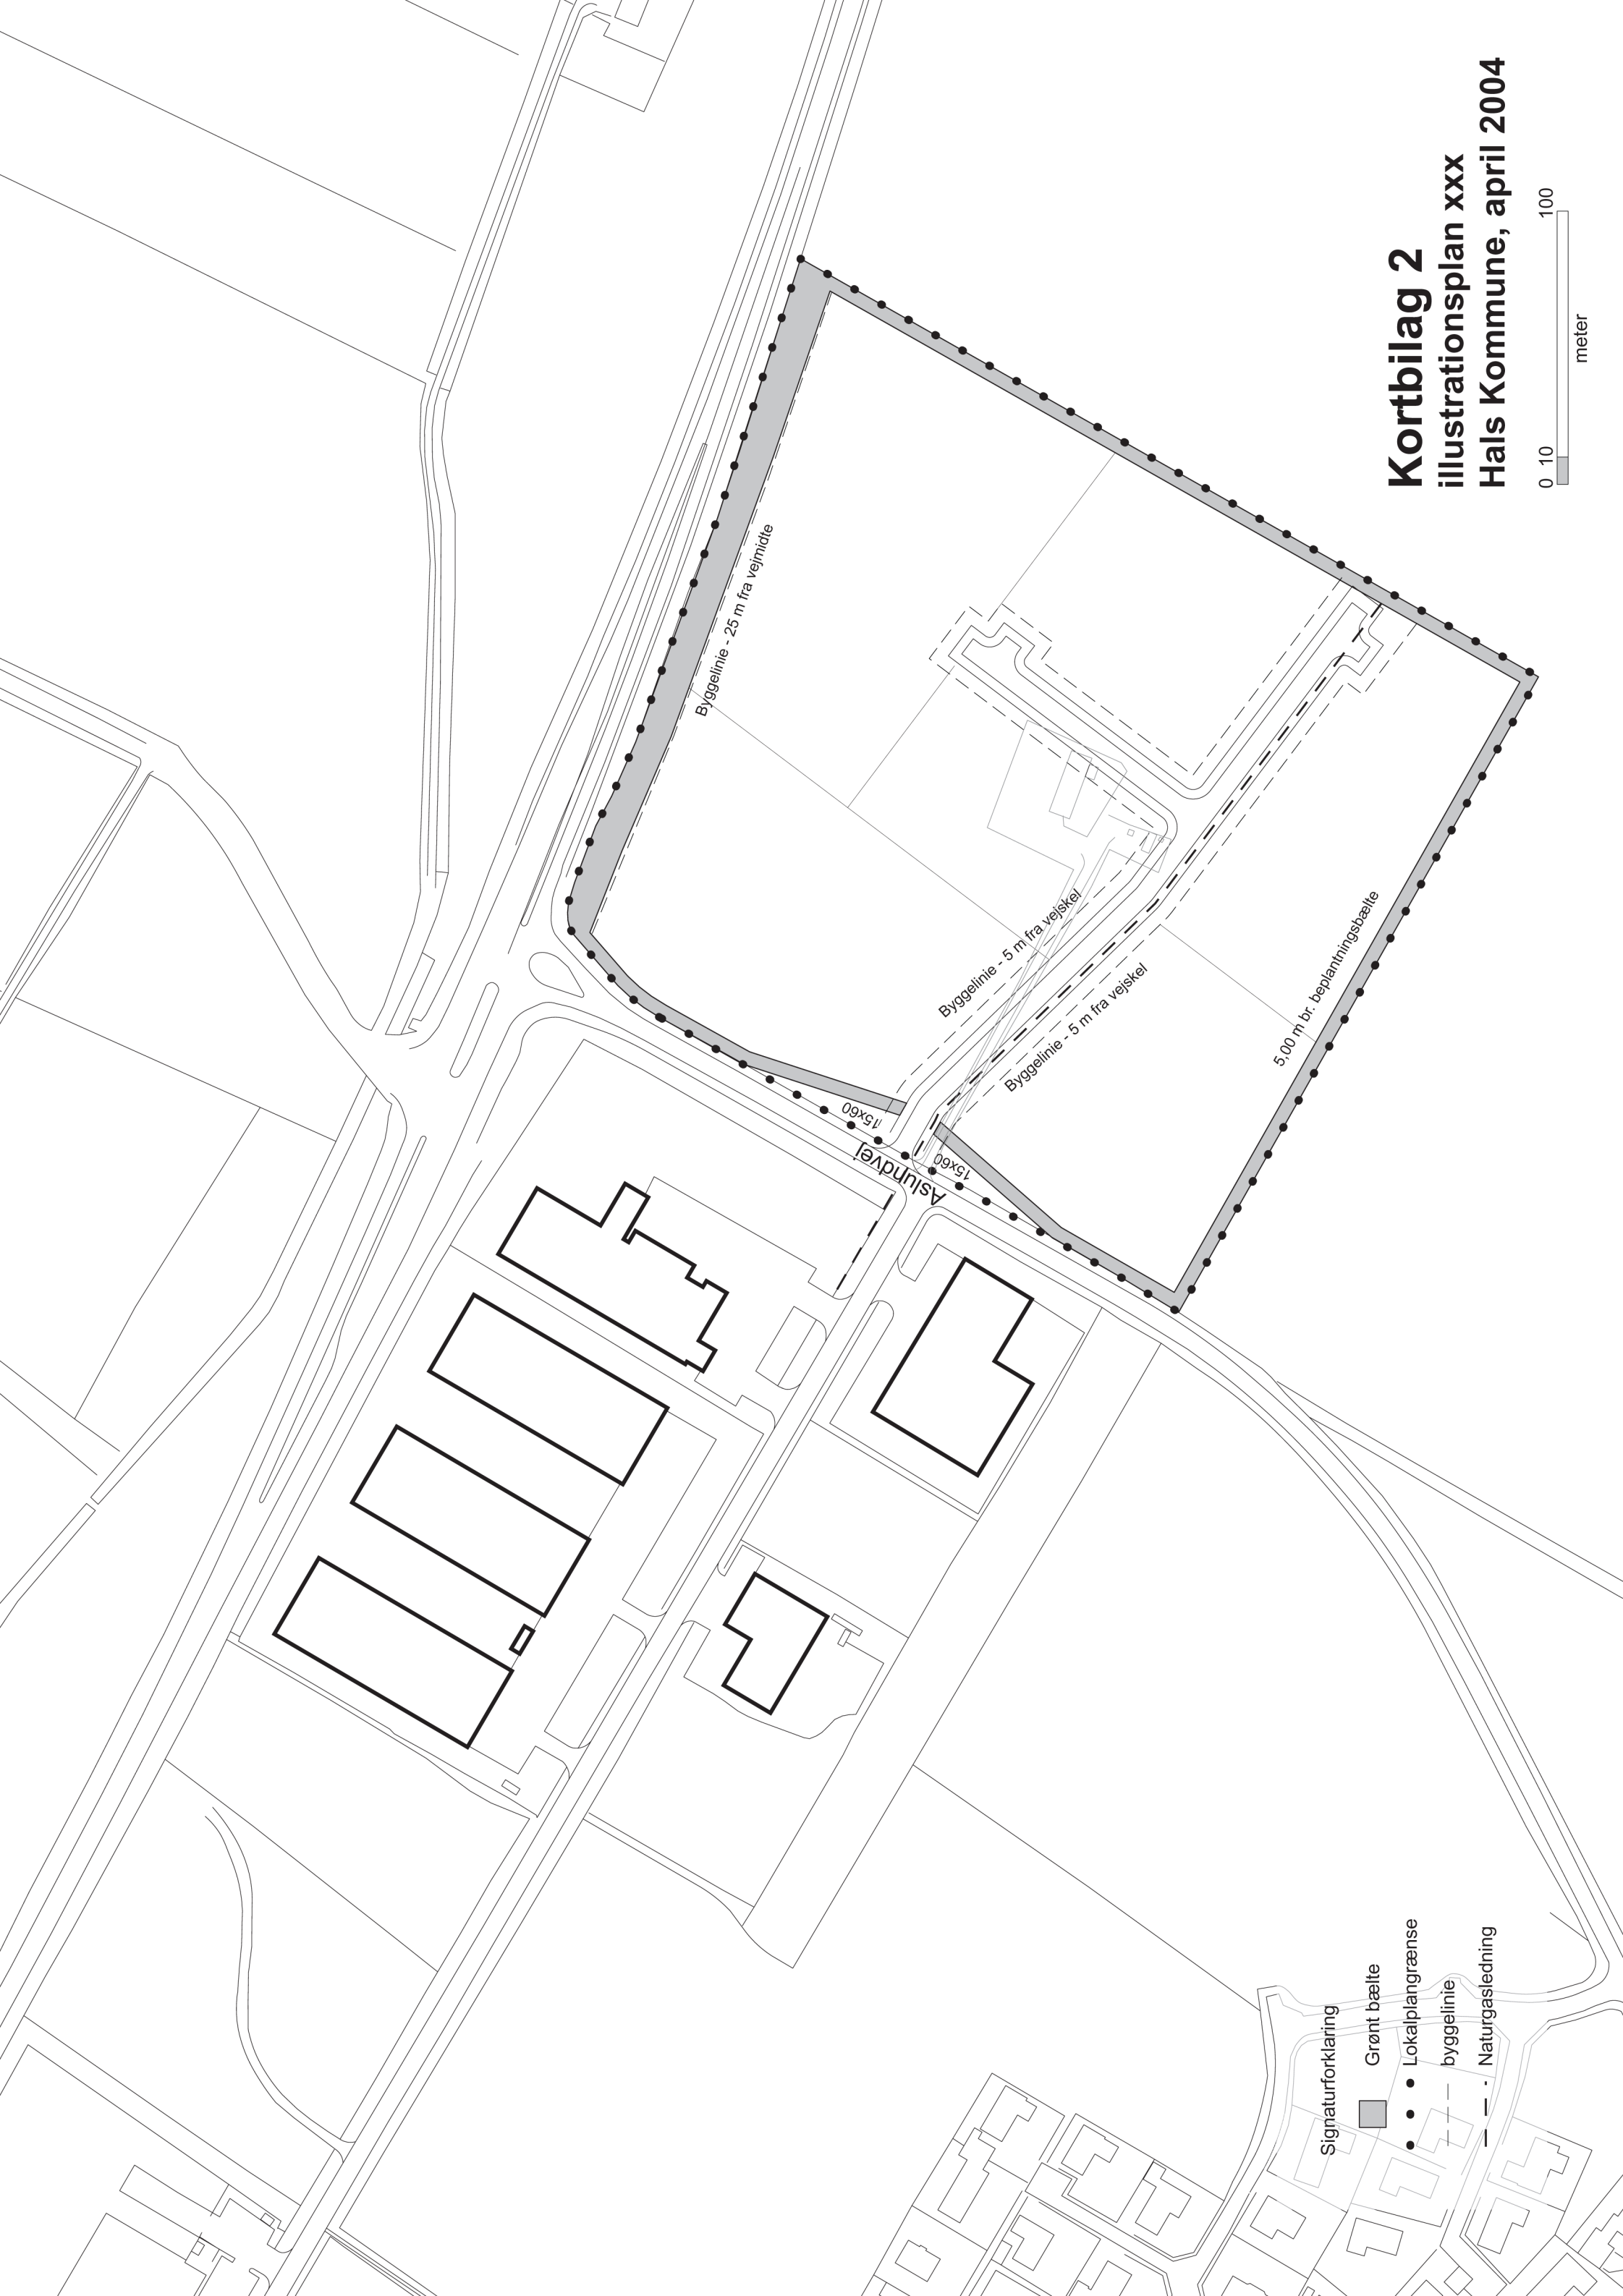 Kortbilag 2
illustrationsplan xxx
Hals Kommune, april 2004
0 10 100
meter
Byggelinie - 25 m fra vejmidte
Byggelinie - 5 m fra vejskel
Byggelinie - 5 m fra vejskel
5,00 m br. beplantningsbælte
15x60
Aslundvej
15x60
Signaturforklaring
Grønt bælte
Lokalplangrænse
byggelinie
Naturgasledning